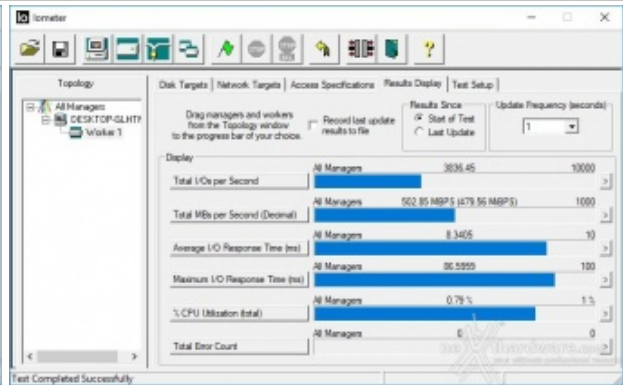 Iometer
Topology
All Managers
Worker 1
Disk Targets | Network Targets | Access Specifications | Results Display | Test Setup
Drag managers and workers
from the Topology window
to the progress bar of your choice.
Record last update
results to file
Results Since
Start of Test
Last Update
Update Frequency (seconds)
1
Display
All Managers 3836.45 10000
Total I/Os per Second
All Managers 502.85 MBPS (479.56 MiBPS) 1000
Total MBs per Second (Decimal)
All Managers 8.3405 10
Average I/O Response Time (ms)
All Managers 86.5959 100
Maximum I/O Response Time (ms)
All Managers 0.79 % 1 %
% CPU Utilization (total)
All Managers 0 0
Total Error Count
Test Completed Successfully